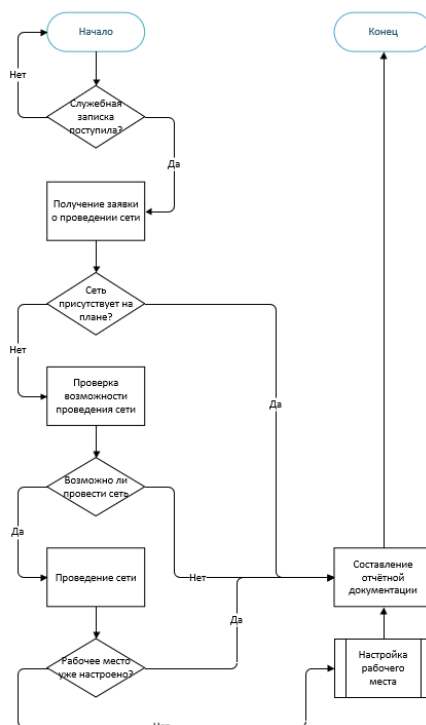 Начало
Конец
Нет
Служебная
записка
поступила?
Да
Получение заявки
о проведении сети
Сеть
присутствует на
плане?
Нет
Проверка
возможности
проведения сети
Да
Возможно ли
провести сеть
Да
Проведение сети
Нет
Составление
отчётной
документации
Да
Рабочее место
уже настроено?
Настройка
рабочего
места